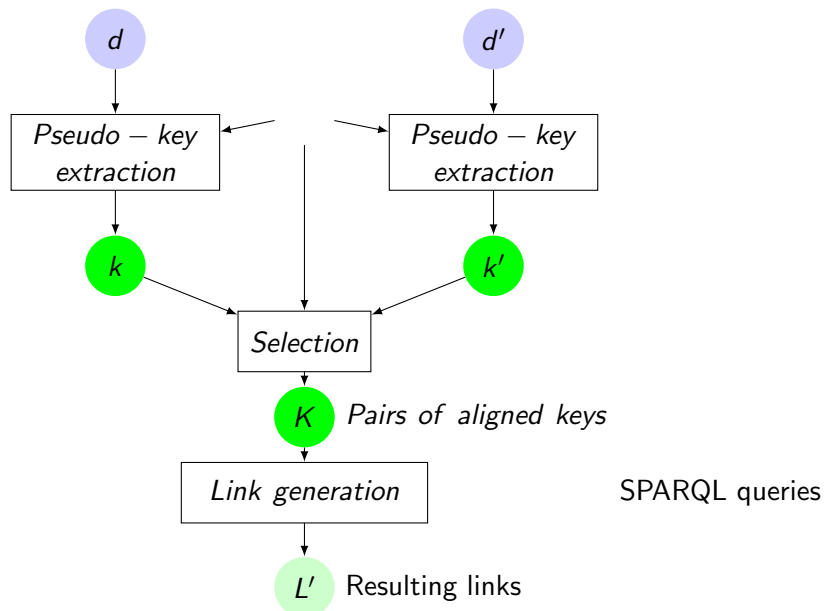 d
d′
Pseudo – key
extraction
Pseudo – key
extraction
k
k′
Selection
K
Pairs of aligned keys
Link generation
SPARQL queries
L′
Resulting links